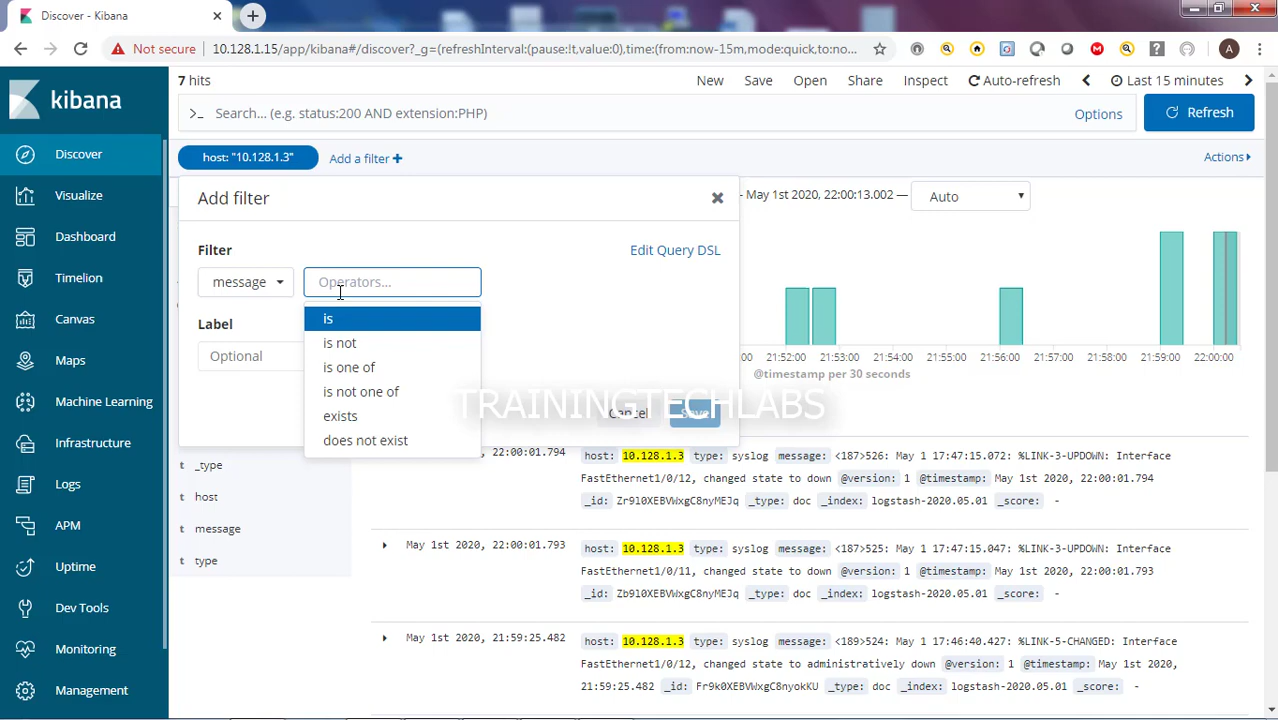 Discover - Kibana
Not secure 10.128.1.15/app/kibana#/discover?_g=(refreshInterval:(pause:!t,value:0),time:(from:now-15m,mode:quick,to:no...
A
kibana
Discover
Visualize
Dashboard
Timelion
Canvas
Maps
Machine Learning
Infrastructure
Logs
APM
Uptime
Dev Tools
Monitoring
Management
7 hits
New Save Open Share Inspect Auto-refresh Last 15 minutes
>_ Search... (e.g. status:200 AND extension:PHP) Options Refresh
host: "10.128.1.3" Add a filter + Actions
Add filter
- May 1st 2020, 22:00:13.002 — Auto
Filter Edit Query DSL
message Operators...
is
is not
is one of
is not one of
exists
does not exist
Label
Optional
Cancel Save
TRAININGTECHLABS
21:52:00 21:53:00 21:54:00 21:55:00 21:56:00 21:57:00 21:58:00 21:59:00 22:00:00
@timestamp per 30 seconds
t _type
t host
t message
t type
22:00:01.794 host: 10.128.1.3 type: syslog message: <187>526: May 1 17:47:15.072: %LINK-3-UPDOWN: Interface
FastEthernet1/0/12, changed state to down @version: 1 @timestamp: May 1st 2020, 22:00:01.794
_id: Zr9l0XEBVWxgC8nyMEJq _type: doc _index: logstash-2020.05.01 _score: -
May 1st 2020, 22:00:01.793 host: 10.128.1.3 type: syslog message: <187>525: May 1 17:47:15.047: %LINK-3-UPDOWN: Interface
FastEthernet1/0/11, changed state to down @version: 1 @timestamp: May 1st 2020, 22:00:01.793
_id: Zb9l0XEBVWxgC8nyMEJq _type: doc _index: logstash-2020.05.01 _score: -
May 1st 2020, 21:59:25.482 host: 10.128.1.3 type: syslog message: <189>524: May 1 17:46:40.427: %LINK-5-CHANGED: Interface
FastEthernet1/0/12, changed state to administratively down @version: 1 @timestamp: May 1st 2020,
21:59:25.482 _id: Fr9k0XEBVWxgC8nyokKU _type: doc _index: logstash-2020.05.01 _score: -